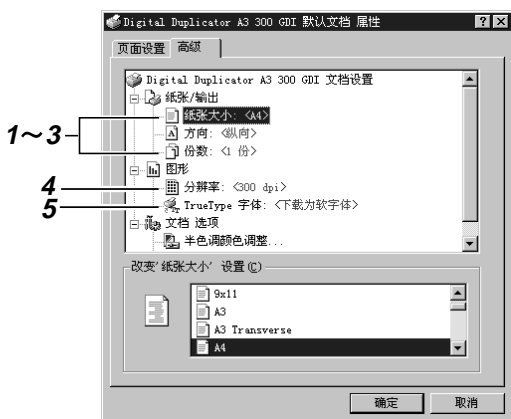 Digital Duplicator A3 300 GDI 默认文档 属性
页面设置 高级
Digital Duplicator A3 300 GDI 文档设置
纸张/输出
纸张大小: <A4>
方向: <纵向>
份数: <1 份>
1～3
图形
4
分辨率: <300 dpi>
5
TrueType 字体: <下载为软字体>
文档 选项
半色调颜色调整...
改变'纸张大小' 设置(C)
9x11
A3
A3 Transverse
A4
确定 取消